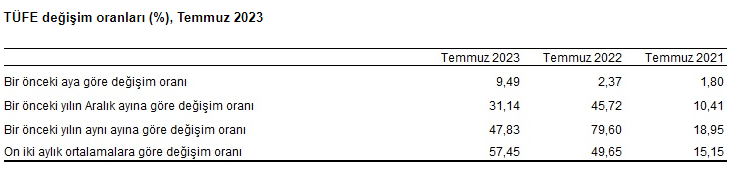 TÜFE değişim oranları (%), Temmuz 2023
Temmuz 2023 Temmuz 2022 Temmuz 2021
Bir önceki aya göre değişim oranı 9,49 2,37 1,80
Bir önceki yılın Aralık ayına göre değişim oranı 31,14 45,72 10,41
Bir önceki yılın aynı ayına göre değişim oranı 47,83 79,60 18,95
On iki aylık ortalamalara göre değişim oranı 57,45 49,65 15,15